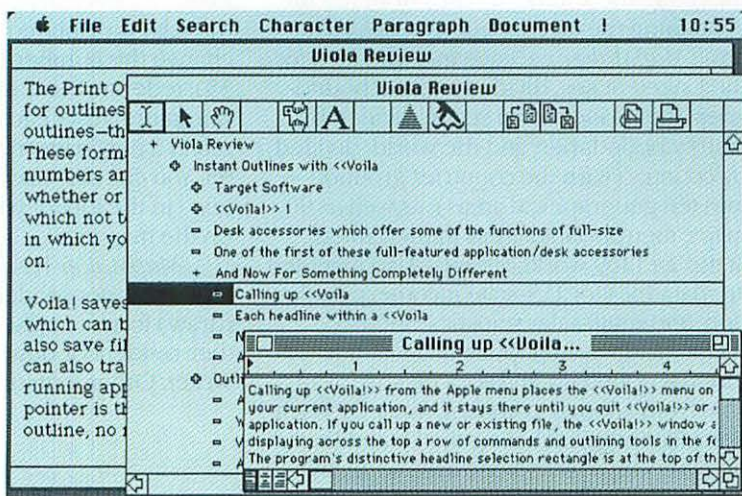 File Edit Search Character Paragraph Document ! 10:55
Viola Review
The Print O
for outlines
outlines–th
These form
numbers an
whether or
which not t
in which yo
on.
Voila! saves
which can b
also save fil
can also tra
running app
pointer is th
outline, no
Viola Review
A
+ Viola Review
Instant Outlines with <<Voila
Target Software
<<Voila!>> 1
Desk accessories which offer some of the functions of full-size
One of the first of these full-featured application/desk accessories
+ And Now For Something Completely Different
Calling up <<Voila
Each headline within a <<Voila
N
A
Outli
A
W
V
A
Calling up <<Voila...
1 2 3 4
Calling up <<Voila!>> from the Apple menu places the <<Voila!>> menu on
your current application, and it stays there until you quit <<Voila!>> or
application. If you call up a new or existing file, the <<Voila!>> window a
displaying across the top a row of commands and outlining tools in the fo
The program's distinctive headline selection rectangle is at the top of th